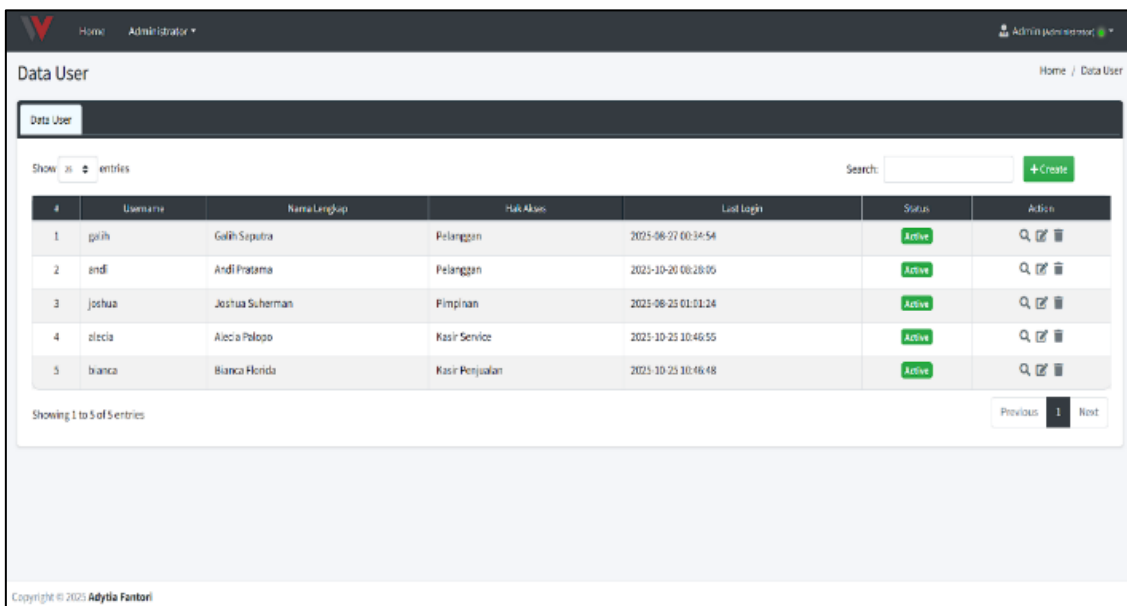 Home Administrator Admin (Administrator)
Data User Home / Data User
Data User
Show 25 entries Search: +Create
# Username Nama Lengkap Hak Akses Last Login Status Action
1 galih Galih Saputra Pelanggan 2025-08-27 00:34:54 Active
2 andi Andi Pratama Pelanggan 2025-10-20 08:28:05 Active
3 joshua Joshua Suherman Pimpinan 2025-08-25 01:01:24 Active
4 alecia Alecia Palopo Kasir Service 2025-10-25 10:46:55 Active
5 bianca Bianca Florida Kasir Penjualan 2025-10-25 10:46:48 Active
Showing 1 to 5 of 5 entries Previous 1 Next
Copyright © 2025 Adytia Fantori